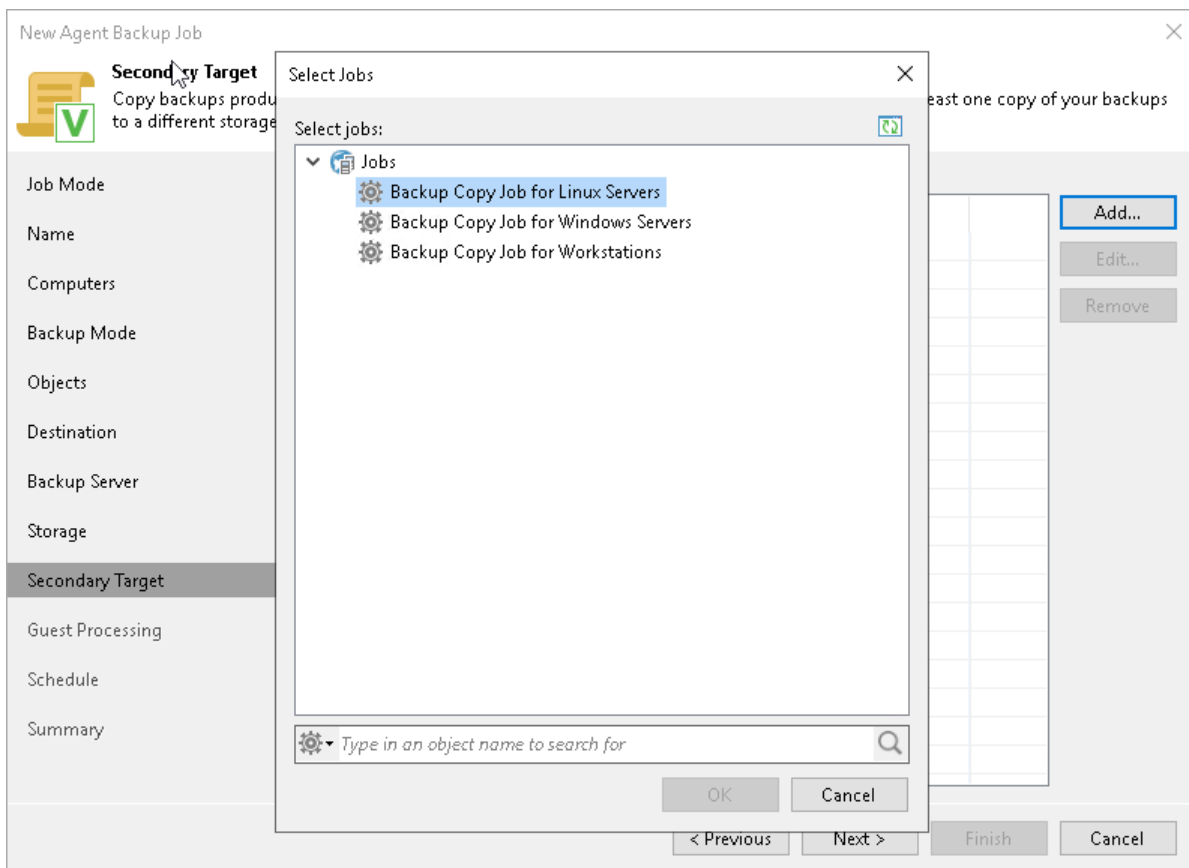 New Agent Backup Job
Secondary Target
Copy backups produ
east one copy of your backups
to a different storage
Job Mode
Name
Computers
Backup Mode
Objects
Destination
Backup Server
Storage
Secondary Target
Guest Processing
Schedule
Summary
Select Jobs
Select jobs:
Jobs
Backup Copy Job for Linux Servers
Backup Copy Job for Windows Servers
Backup Copy Job for Workstations
Type in an object name to search for
OK
Cancel
Add...
Edit...
Remove
< Previous
Next >
Finish
Cancel